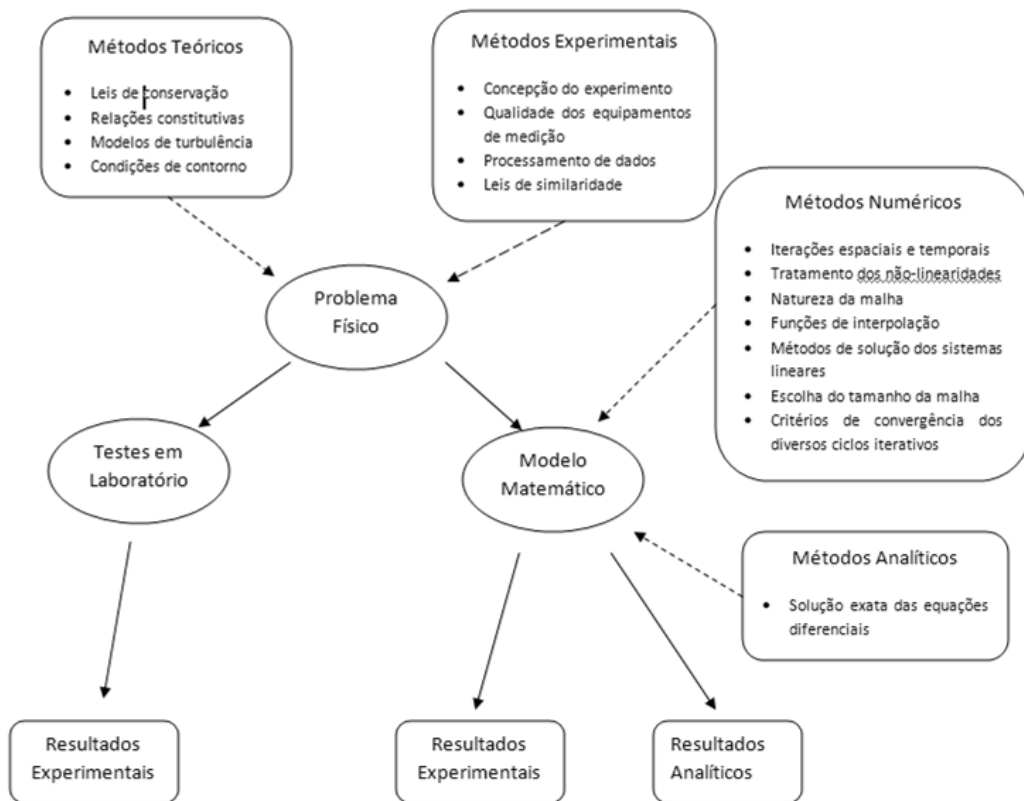 Métodos Teóricos
• Leis de conservação
• Relações constitutivas
• Modelos de turbulência
• Condições de contorno
Métodos Experimentais
• Concepção do experimento
• Qualidade dos equipamentos
de medição
• Processamento de dados
• Leis de similaridade
Métodos Numéricos
• Iterações espaciais e temporais
• Tratamento dos não-linearidades
• Natureza da malha
• Funções de interpolação
• Métodos de solução dos sistemas
lineares
• Escolha do tamanho da malha
• Critérios de convergência dos
diversos ciclos iterativos
Problema
Físico
Testes em
Laboratório
Modelo
Matemático
Métodos Analíticos
• Solução exata das equações
diferenciais
Resultados
Experimentais
Resultados
Experimentais
Resultados
Analíticos